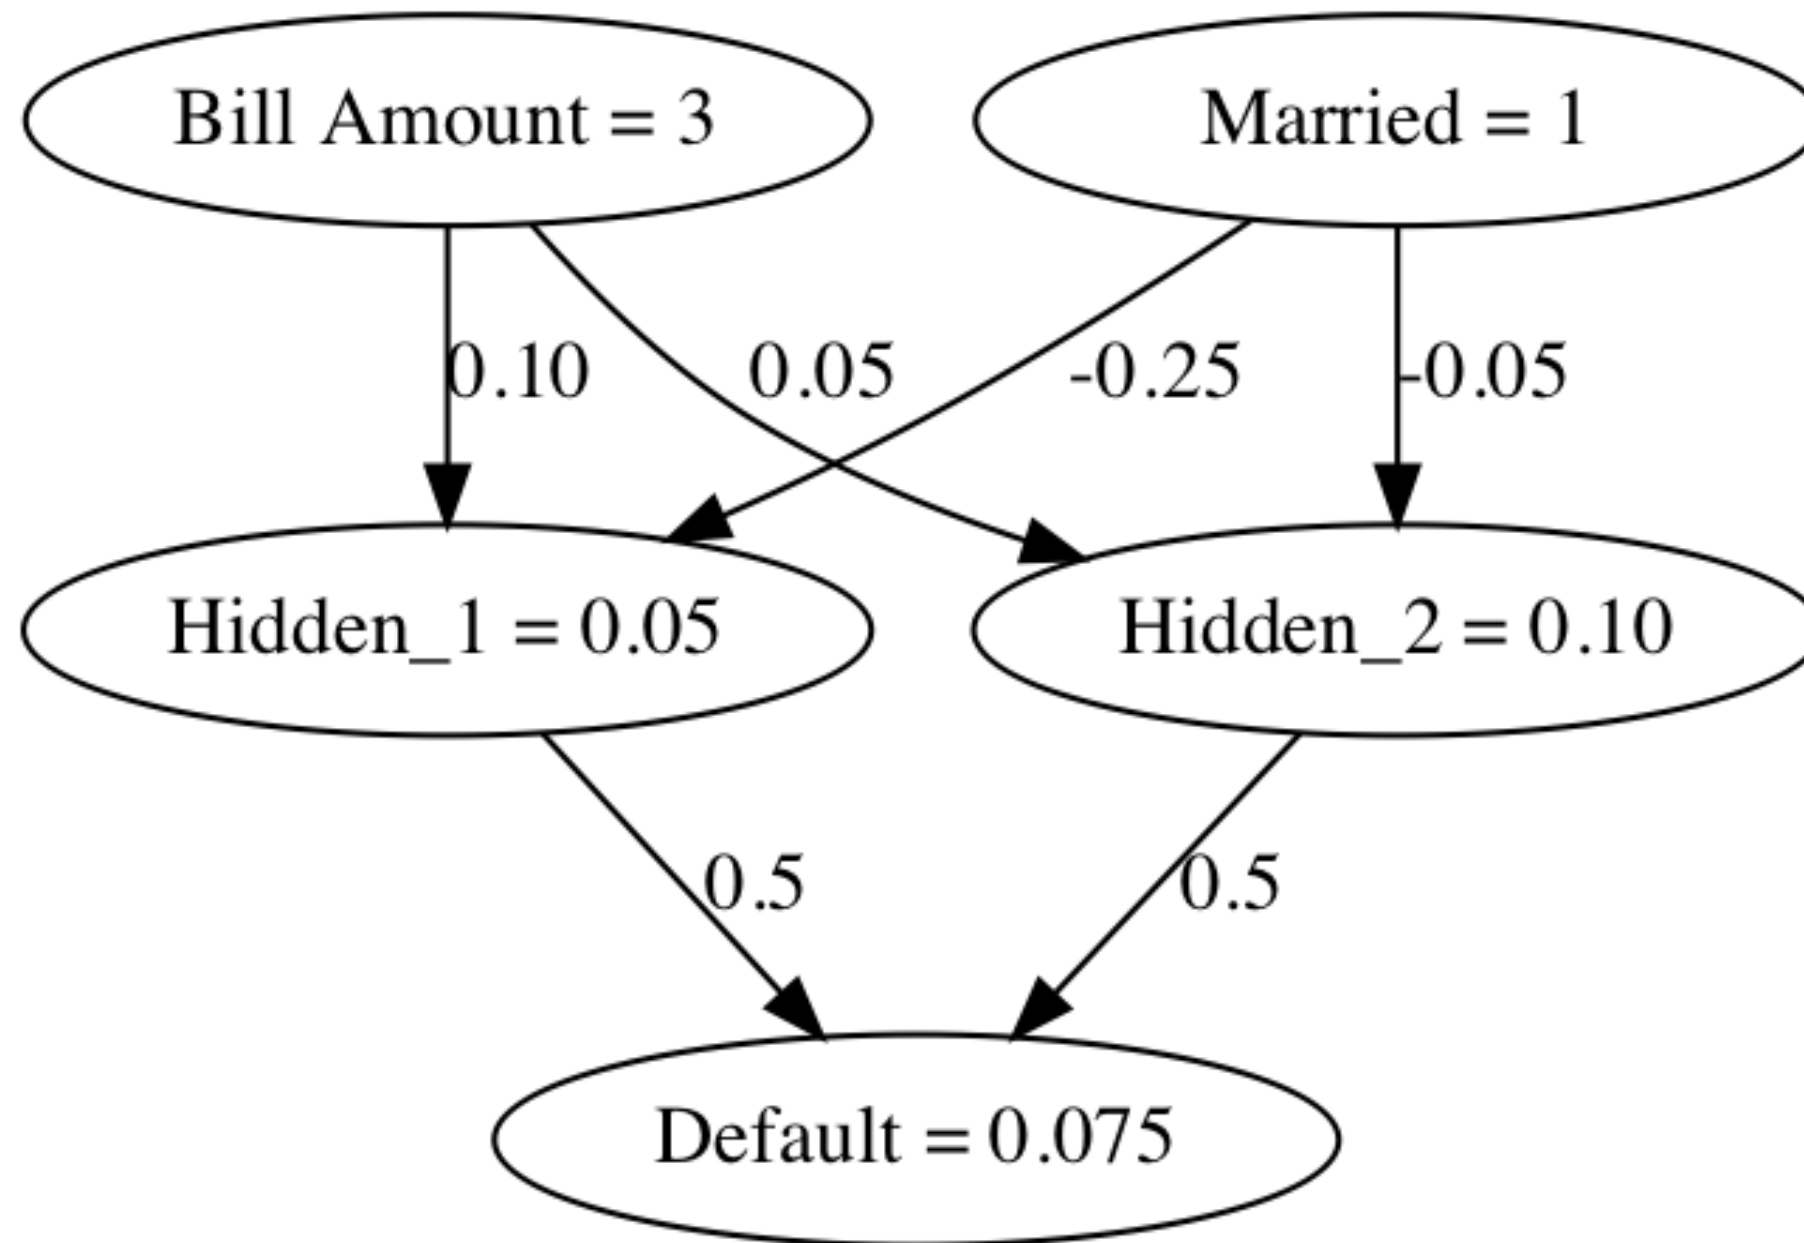 Bill Amount = 3
Married = 1
0.10
0.05
-0.25
-0.05
Hidden_1 = 0.05
Hidden_2 = 0.10
0.5
0.5
Default = 0.075